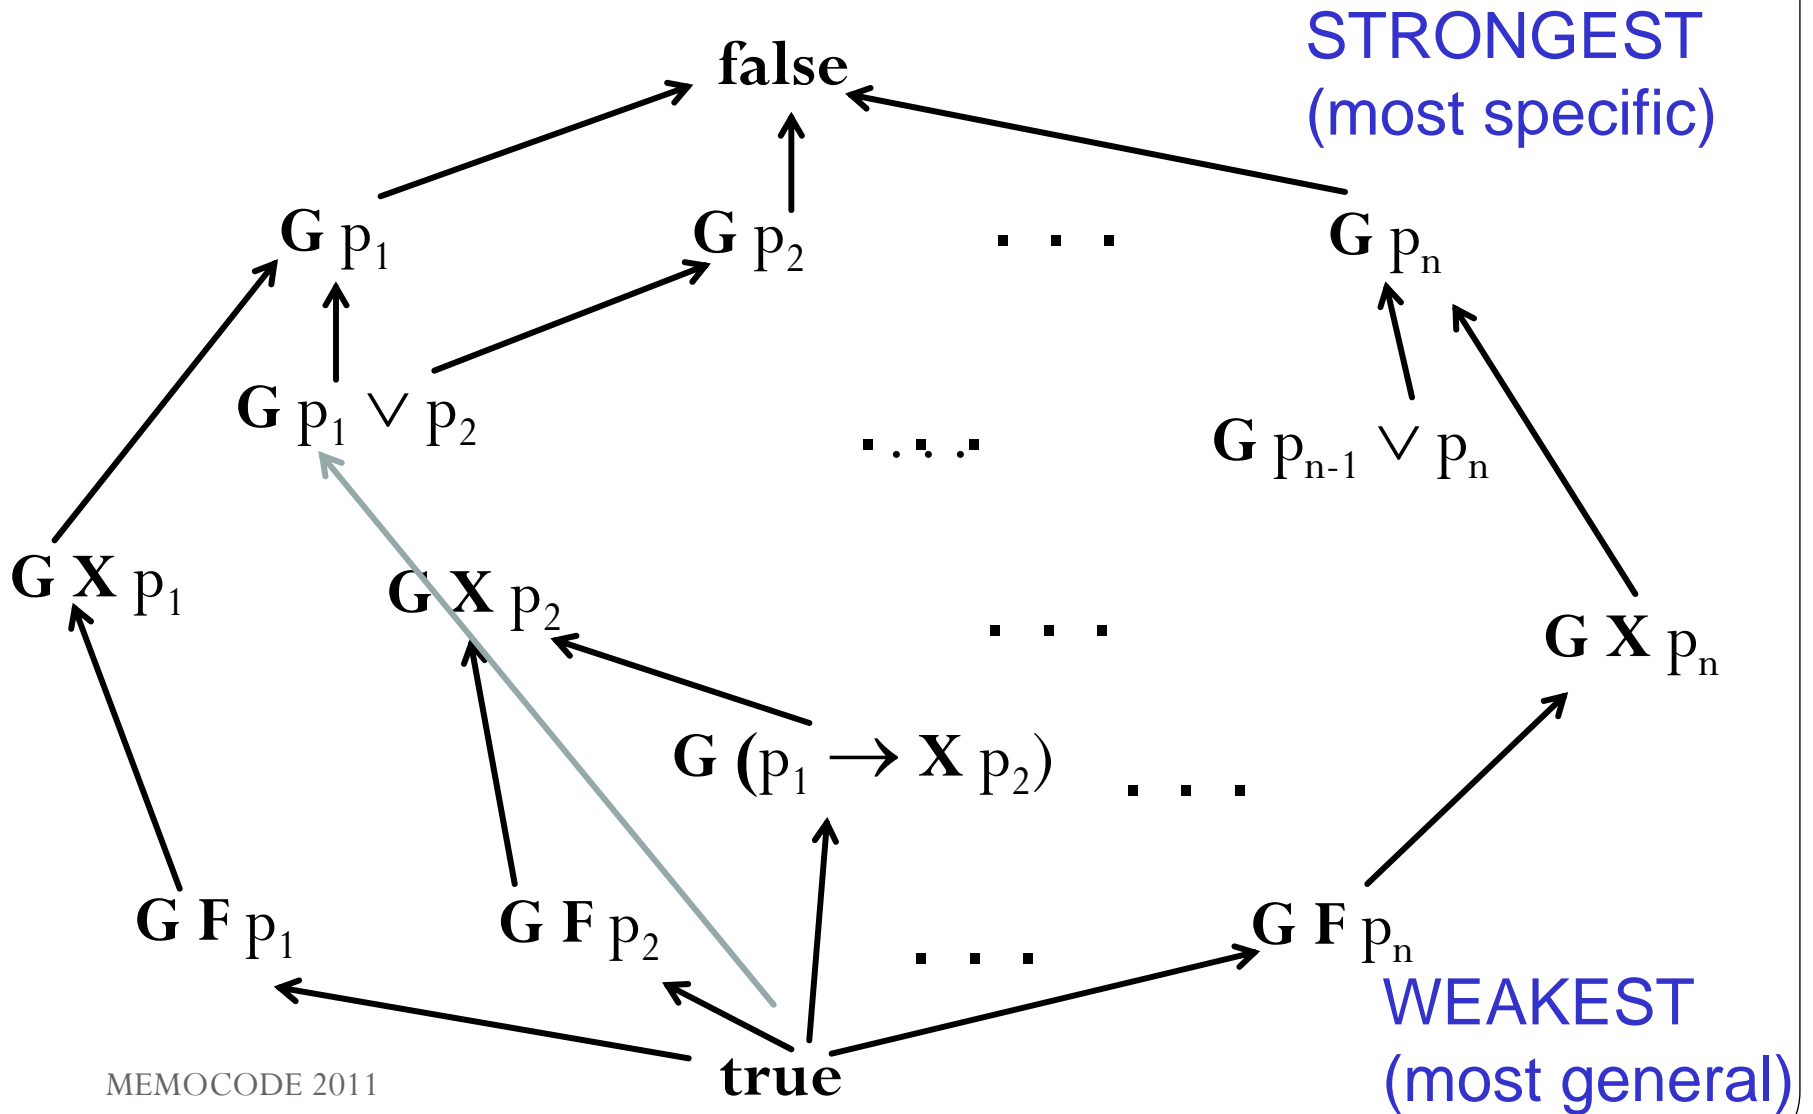 STRONGEST
(most specific)
false
G p₁
G p₂
. . .
G pₙ
G p₁ ∨ p₂
. . .
. . .
G pₙ₋₁ ∨ pₙ
G X p₁
G X p₂
. . .
G X pₙ
G (p₁ → X p₂)
. . .
G F p₁
G F p₂
. . .
G F pₙ
WEAKEST
(most general)
true
MEMOCODE 2011